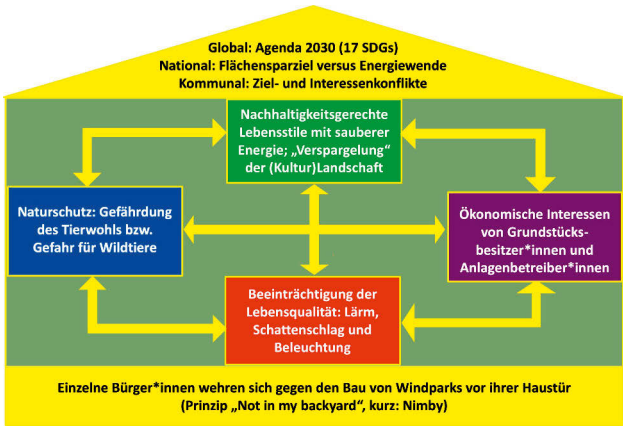 Global: Agenda 2030 (17 SDGs)
National: Flächensparziel versus Energiewende
Kommunal: Ziel- und Interessenkonflikte
Nachhaltigkeitsgerechte
Lebensstile mit sauberer
Energie; „Verspargelung“
der (Kultur)Landschaft
Naturschutz: Gefährdung
des Tierwohls bzw.
Gefahr für Wildtiere
Ökonomische Interessen
von Grundstücks-
besitzer*innen und
Anlagenbetreiber*innen
Beeinträchtigung der
Lebensqualität: Lärm,
Schattenschlag und
Beleuchtung
Einzelne Bürger*innen wehren sich gegen den Bau von Windparks vor ihrer Haustür
(Prinzip „Not in my backyard“, kurz: Nimby)